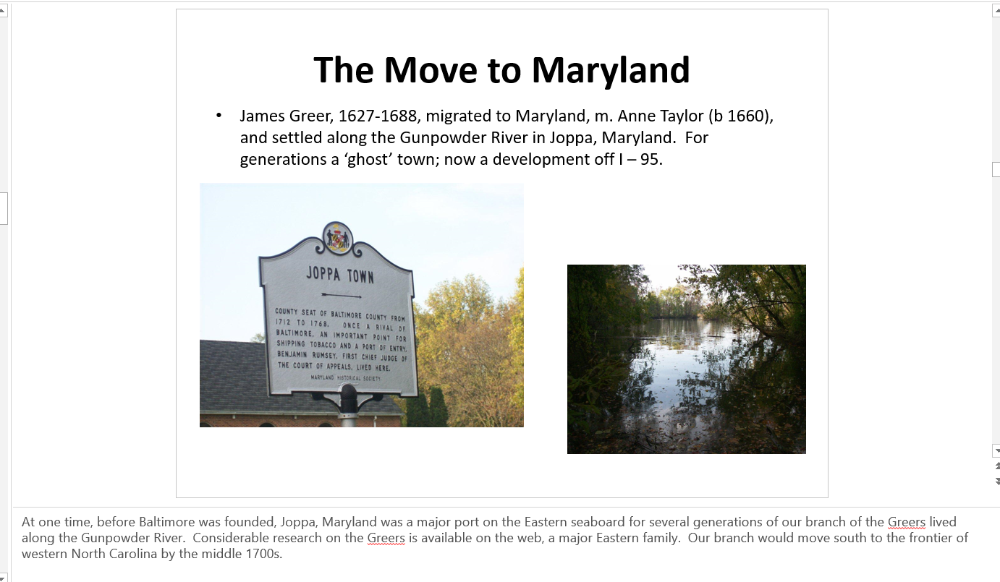 The Move to Maryland
• James Greer, 1627-1688, migrated to Maryland, m. Anne Taylor (b 1660),
and settled along the Gunpowder River in Joppa, Maryland.  For
generations a ‘ghost’ town; now a development off I – 95.
JOPPA TOWN
COUNTY SEAT OF BALTIMORE COUNTY FROM
1712 TO 1768. ONCE A RIVAL OF
BALTIMORE, AN IMPORTANT POINT FOR
SHIPPING TOBACCO AND A PORT OF ENTRY.
BENJAMIN RUMSEY, FIRST CHIEF JUDGE OF
THE COURT OF APPEALS, LIVED HERE.
MARYLAND HISTORICAL SOCIETY
At one time, before Baltimore was founded, Joppa, Maryland was a major port on the Eastern seaboard for several generations of our branch of the Greers lived
along the Gunpowder River.  Considerable research on the Greers is available on the web, a major Eastern family.  Our branch would move south to the frontier of
western North Carolina by the middle 1700s.